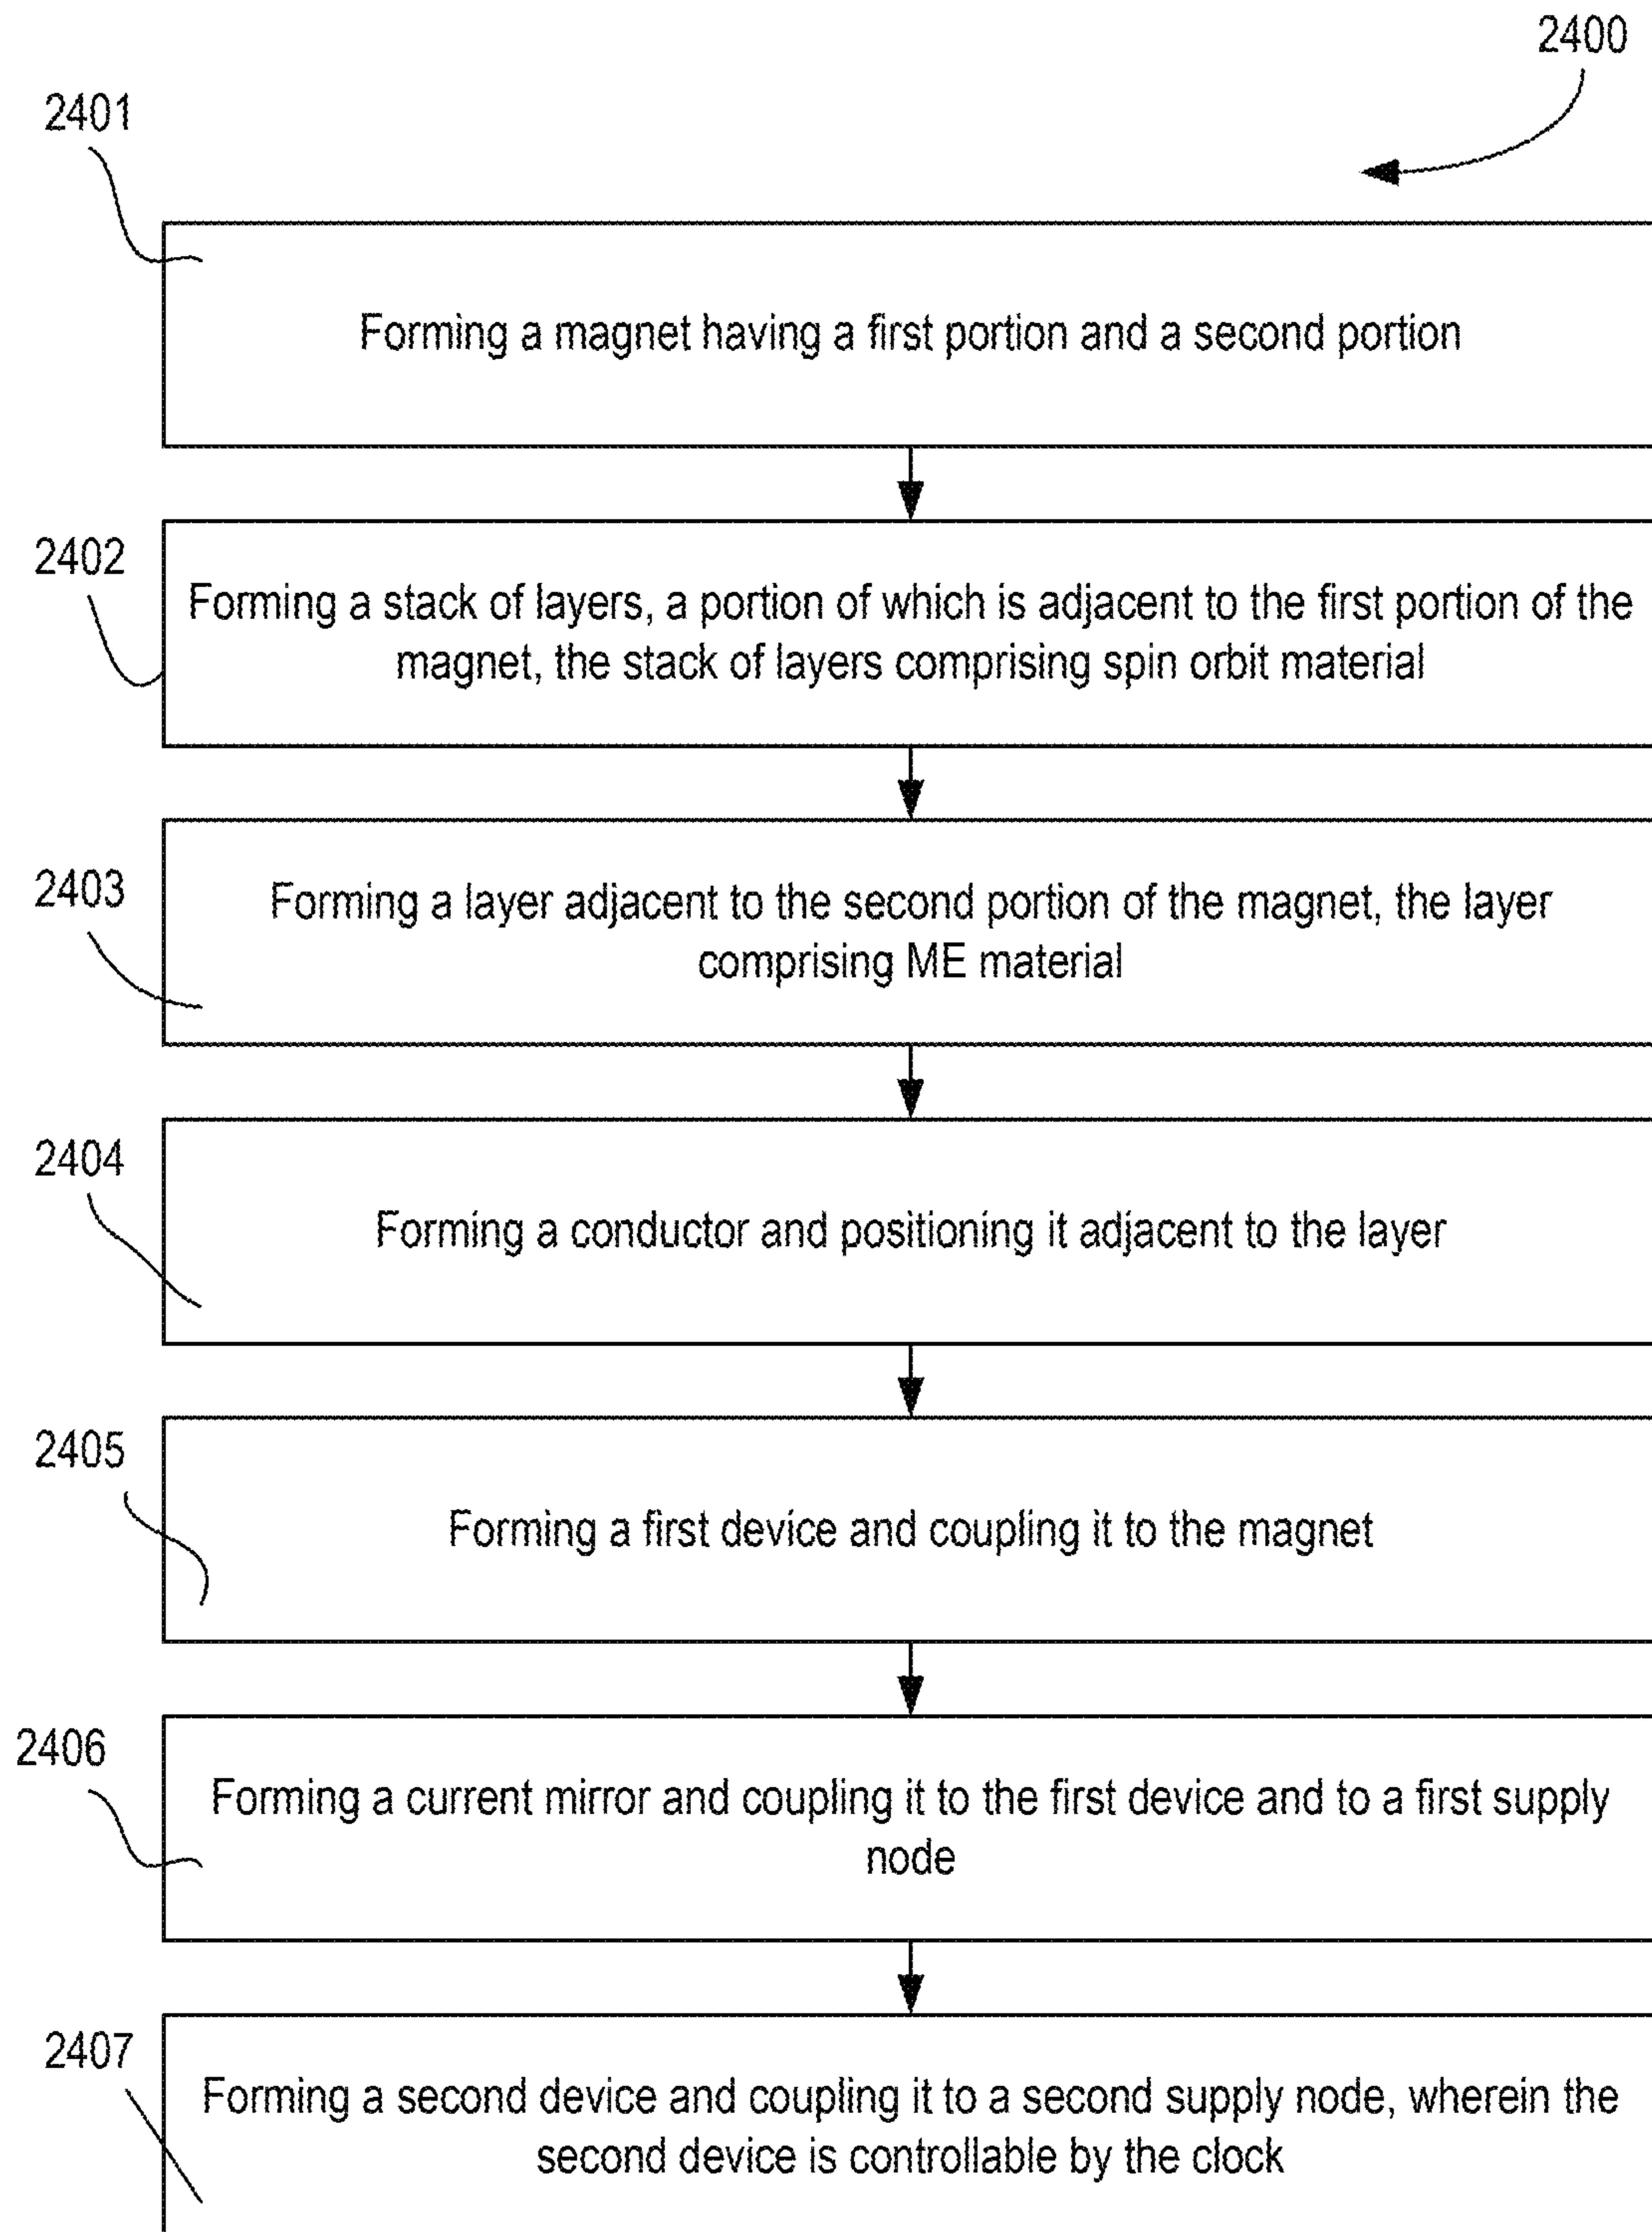 2400
2401
Forming a magnet having a first portion and a second portion
2402
Forming a stack of layers, a portion of which is adjacent to the first portion of the
magnet, the stack of layers comprising spin orbit material
2403
Forming a layer adjacent to the second portion of the magnet, the layer
comprising ME material
2404
Forming a conductor and positioning it adjacent to the layer
2405
Forming a first device and coupling it to the magnet
2406
Forming a current mirror and coupling it to the first device and to a first supply
node
2407
Forming a second device and coupling it to a second supply node, wherein the
second device is controllable by the clock